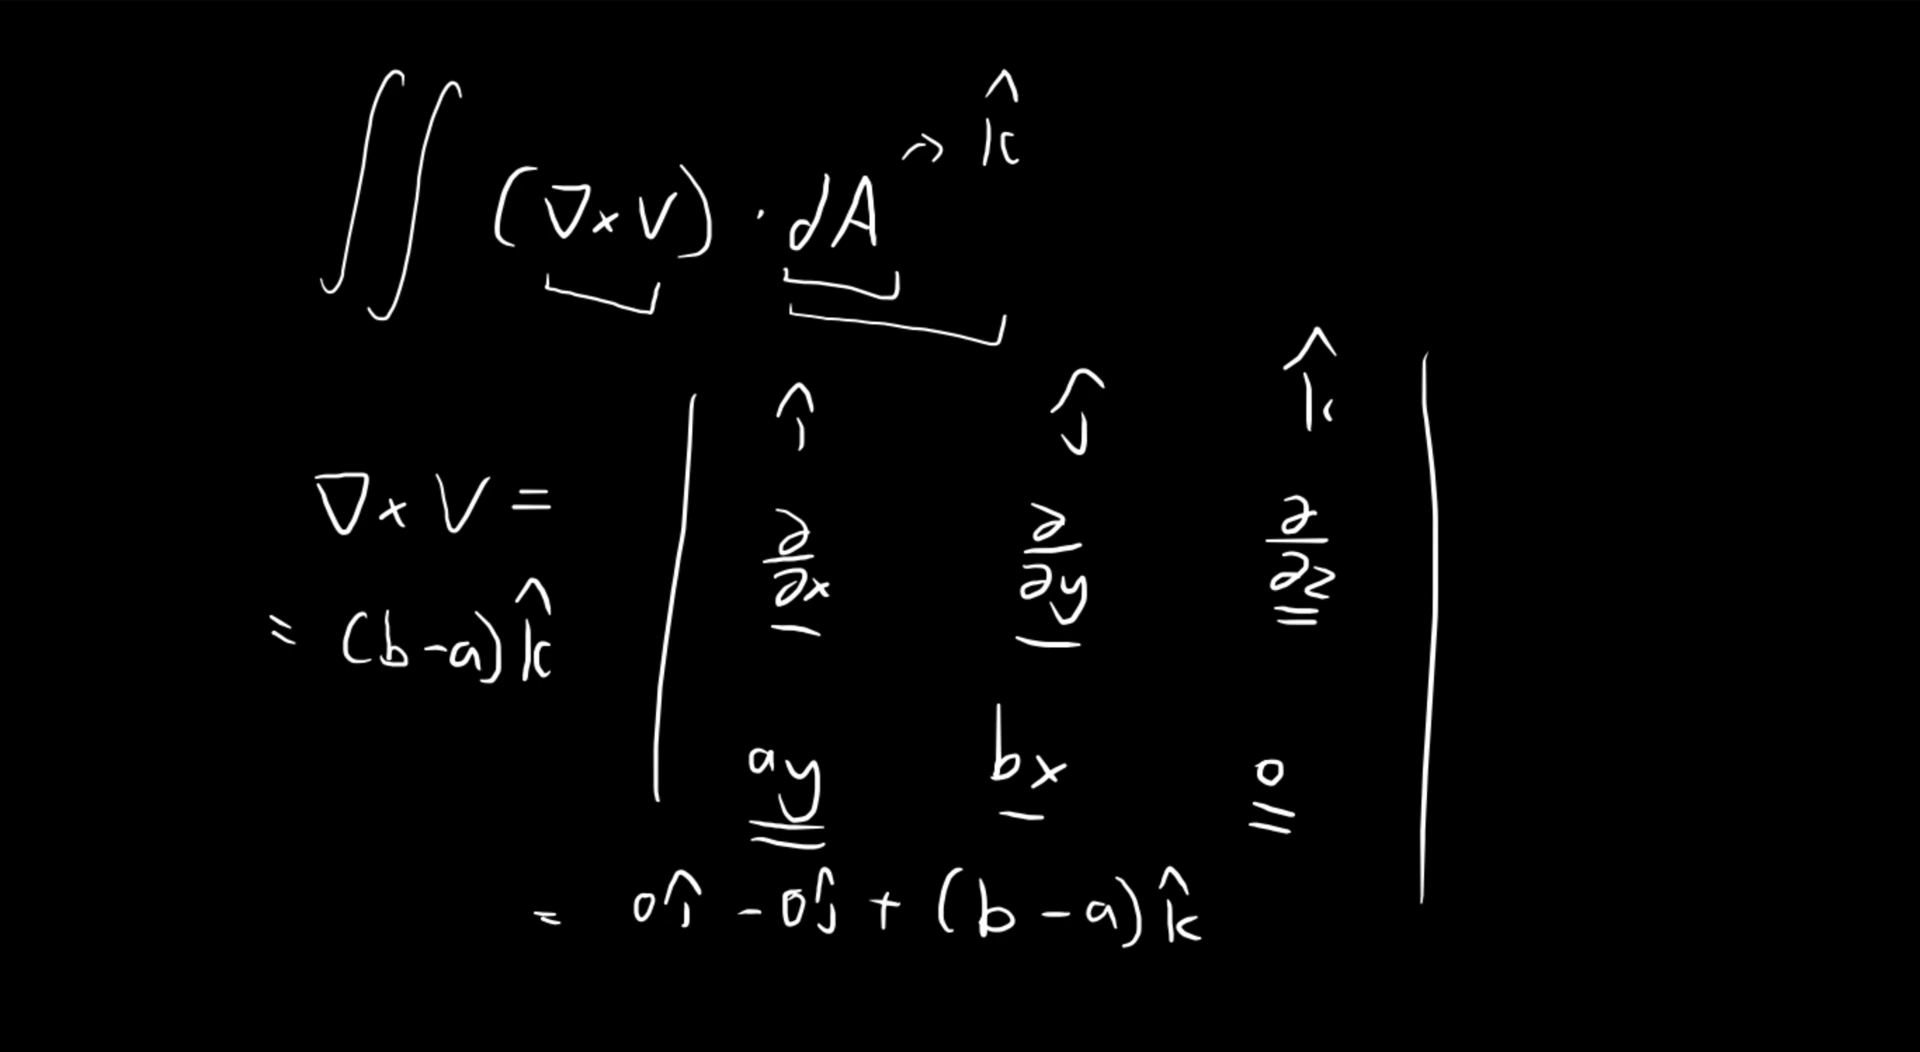 ∬ (∇×V) · dA → k̂
∇×V = | î ĵ k̂ |
| ∂/∂x ∂/∂y ∂/∂z |
= (b-a)k̂
| ay bx 0 |
= 0î - 0ĵ + (b-a)k̂